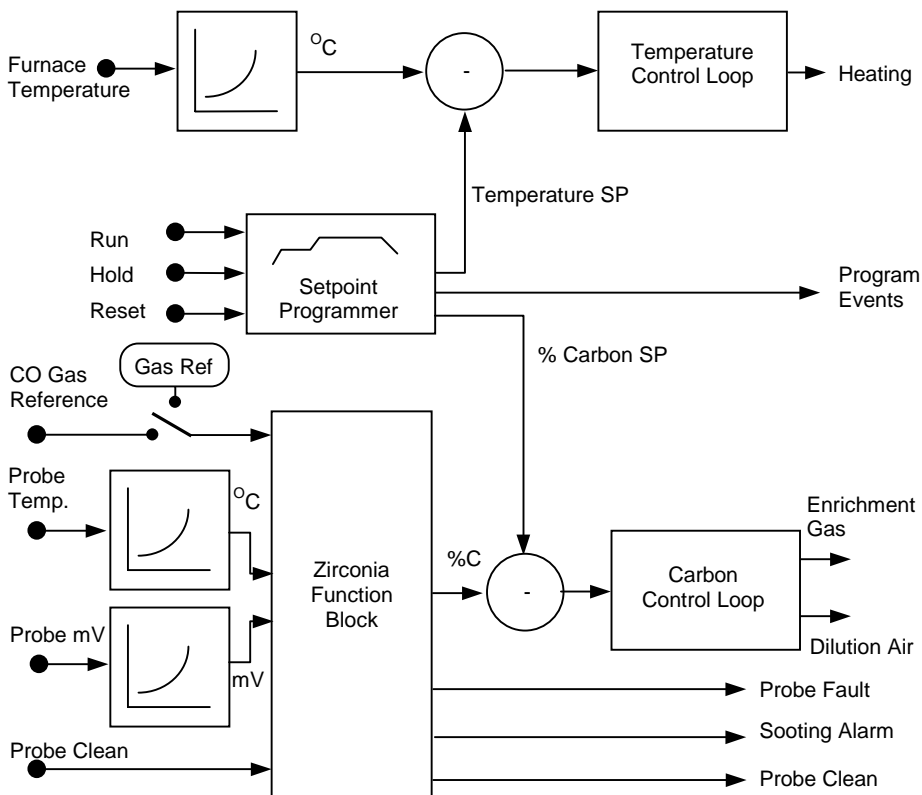 Furnace
Temperature
OC
-
Temperature
Control Loop
Heating
Temperature SP
Run
Hold
Reset
Setpoint
Programmer
Program
Events
% Carbon SP
CO Gas
Reference
Gas Ref
Probe
Temp.
OC
Zirconia
Function
Block
%C
-
Carbon
Control Loop
Enrichment
Gas
Dilution Air
Probe mV
mV
Probe Fault
Sooting Alarm
Probe Clean
Probe Clean